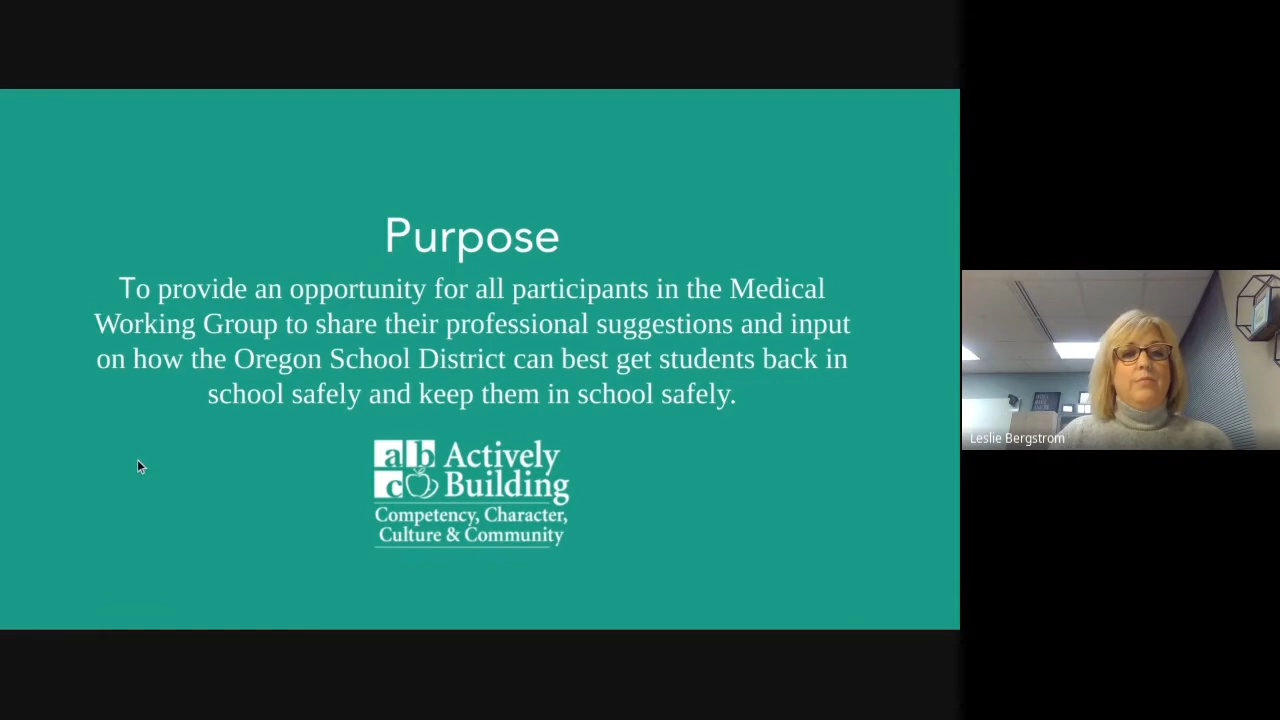 Purpose
To provide an opportunity for all participants in the Medical
Working Group to share their professional suggestions and input
on how the Oregon School District can best get students back in
school safely and keep them in school safely.
a b
c
Actively
Building
Competency, Character,
Culture & Community
Leslie Bergstrom